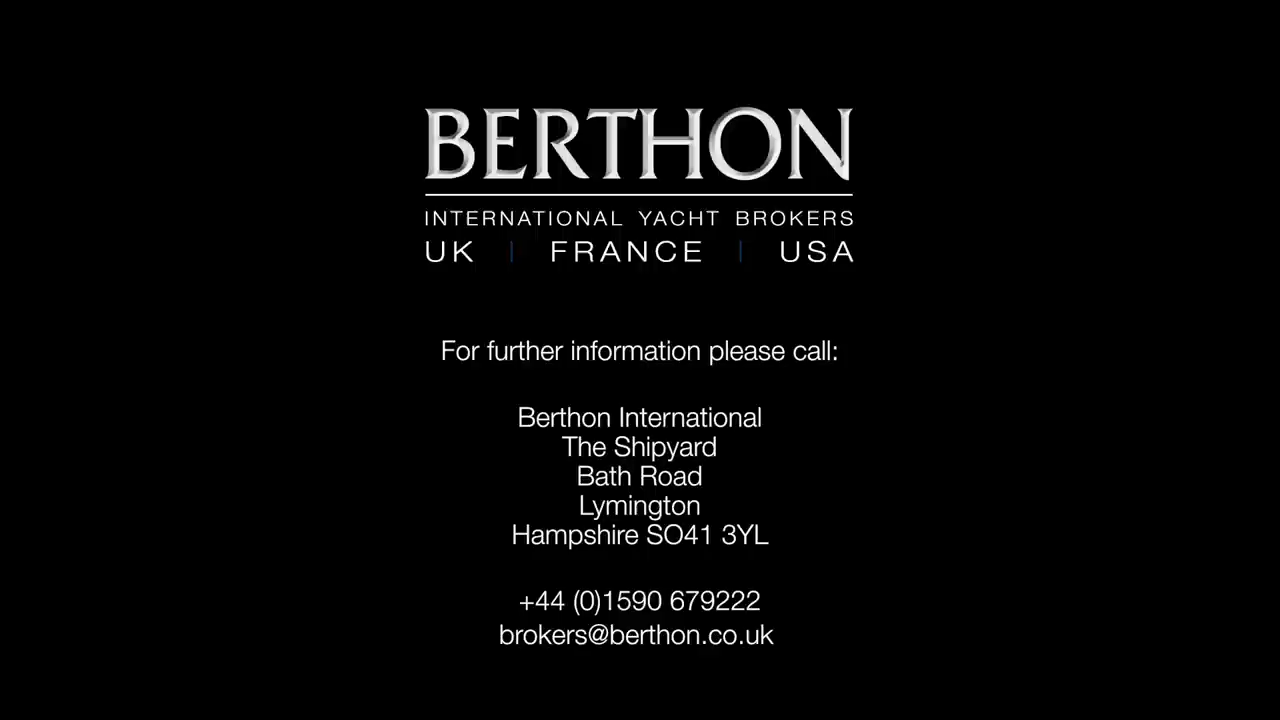 BERTHON
INTERNATIONAL YACHT BROKERS
UK | FRANCE | USA
For further information please call:
Berthon International
The Shipyard
Bath Road
Lymington
Hampshire SO41 3YL
+44 (0)1590 679222
brokers@berthon.co.uk